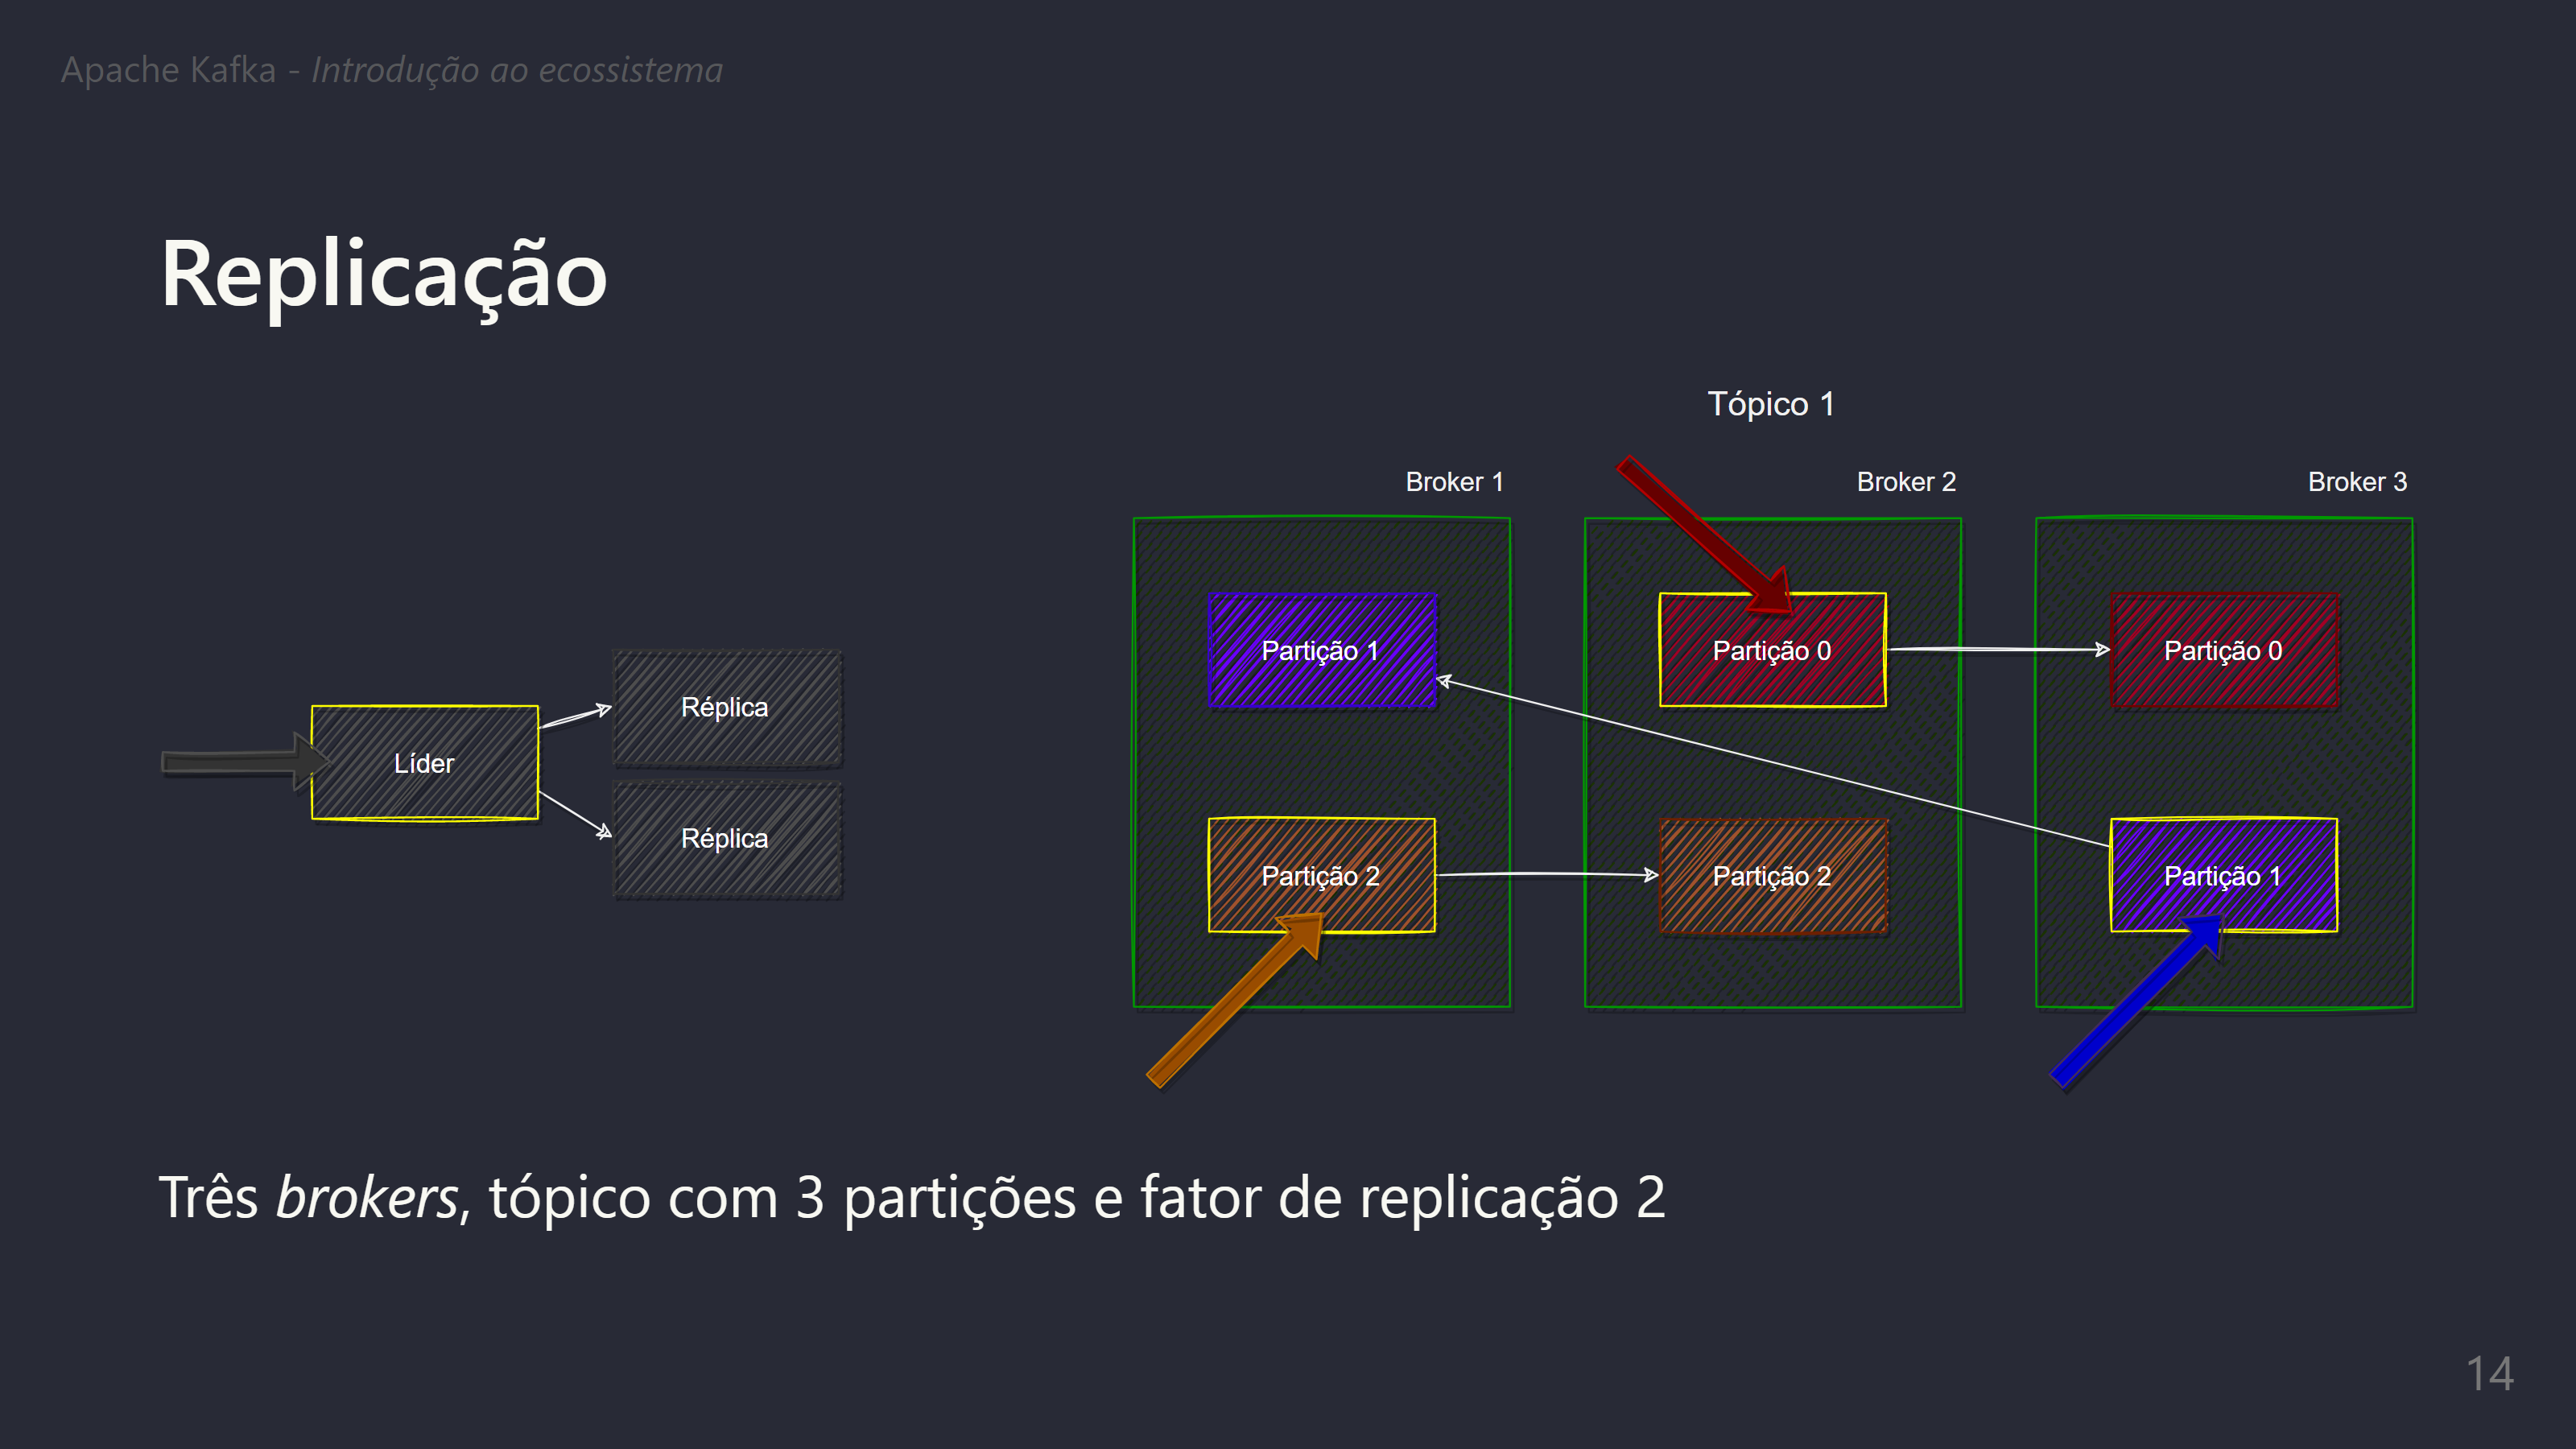 Apache Kafka - Introdução ao ecossistema
Replicação
Líder
Réplica
Réplica
Tópico 1
Broker 1
Broker 2
Broker 3
Partição 1
Partição 0
Partição 0
Partição 2
Partição 2
Partição 1
Três brokers, tópico com 3 partições e fator de replicação 2
14